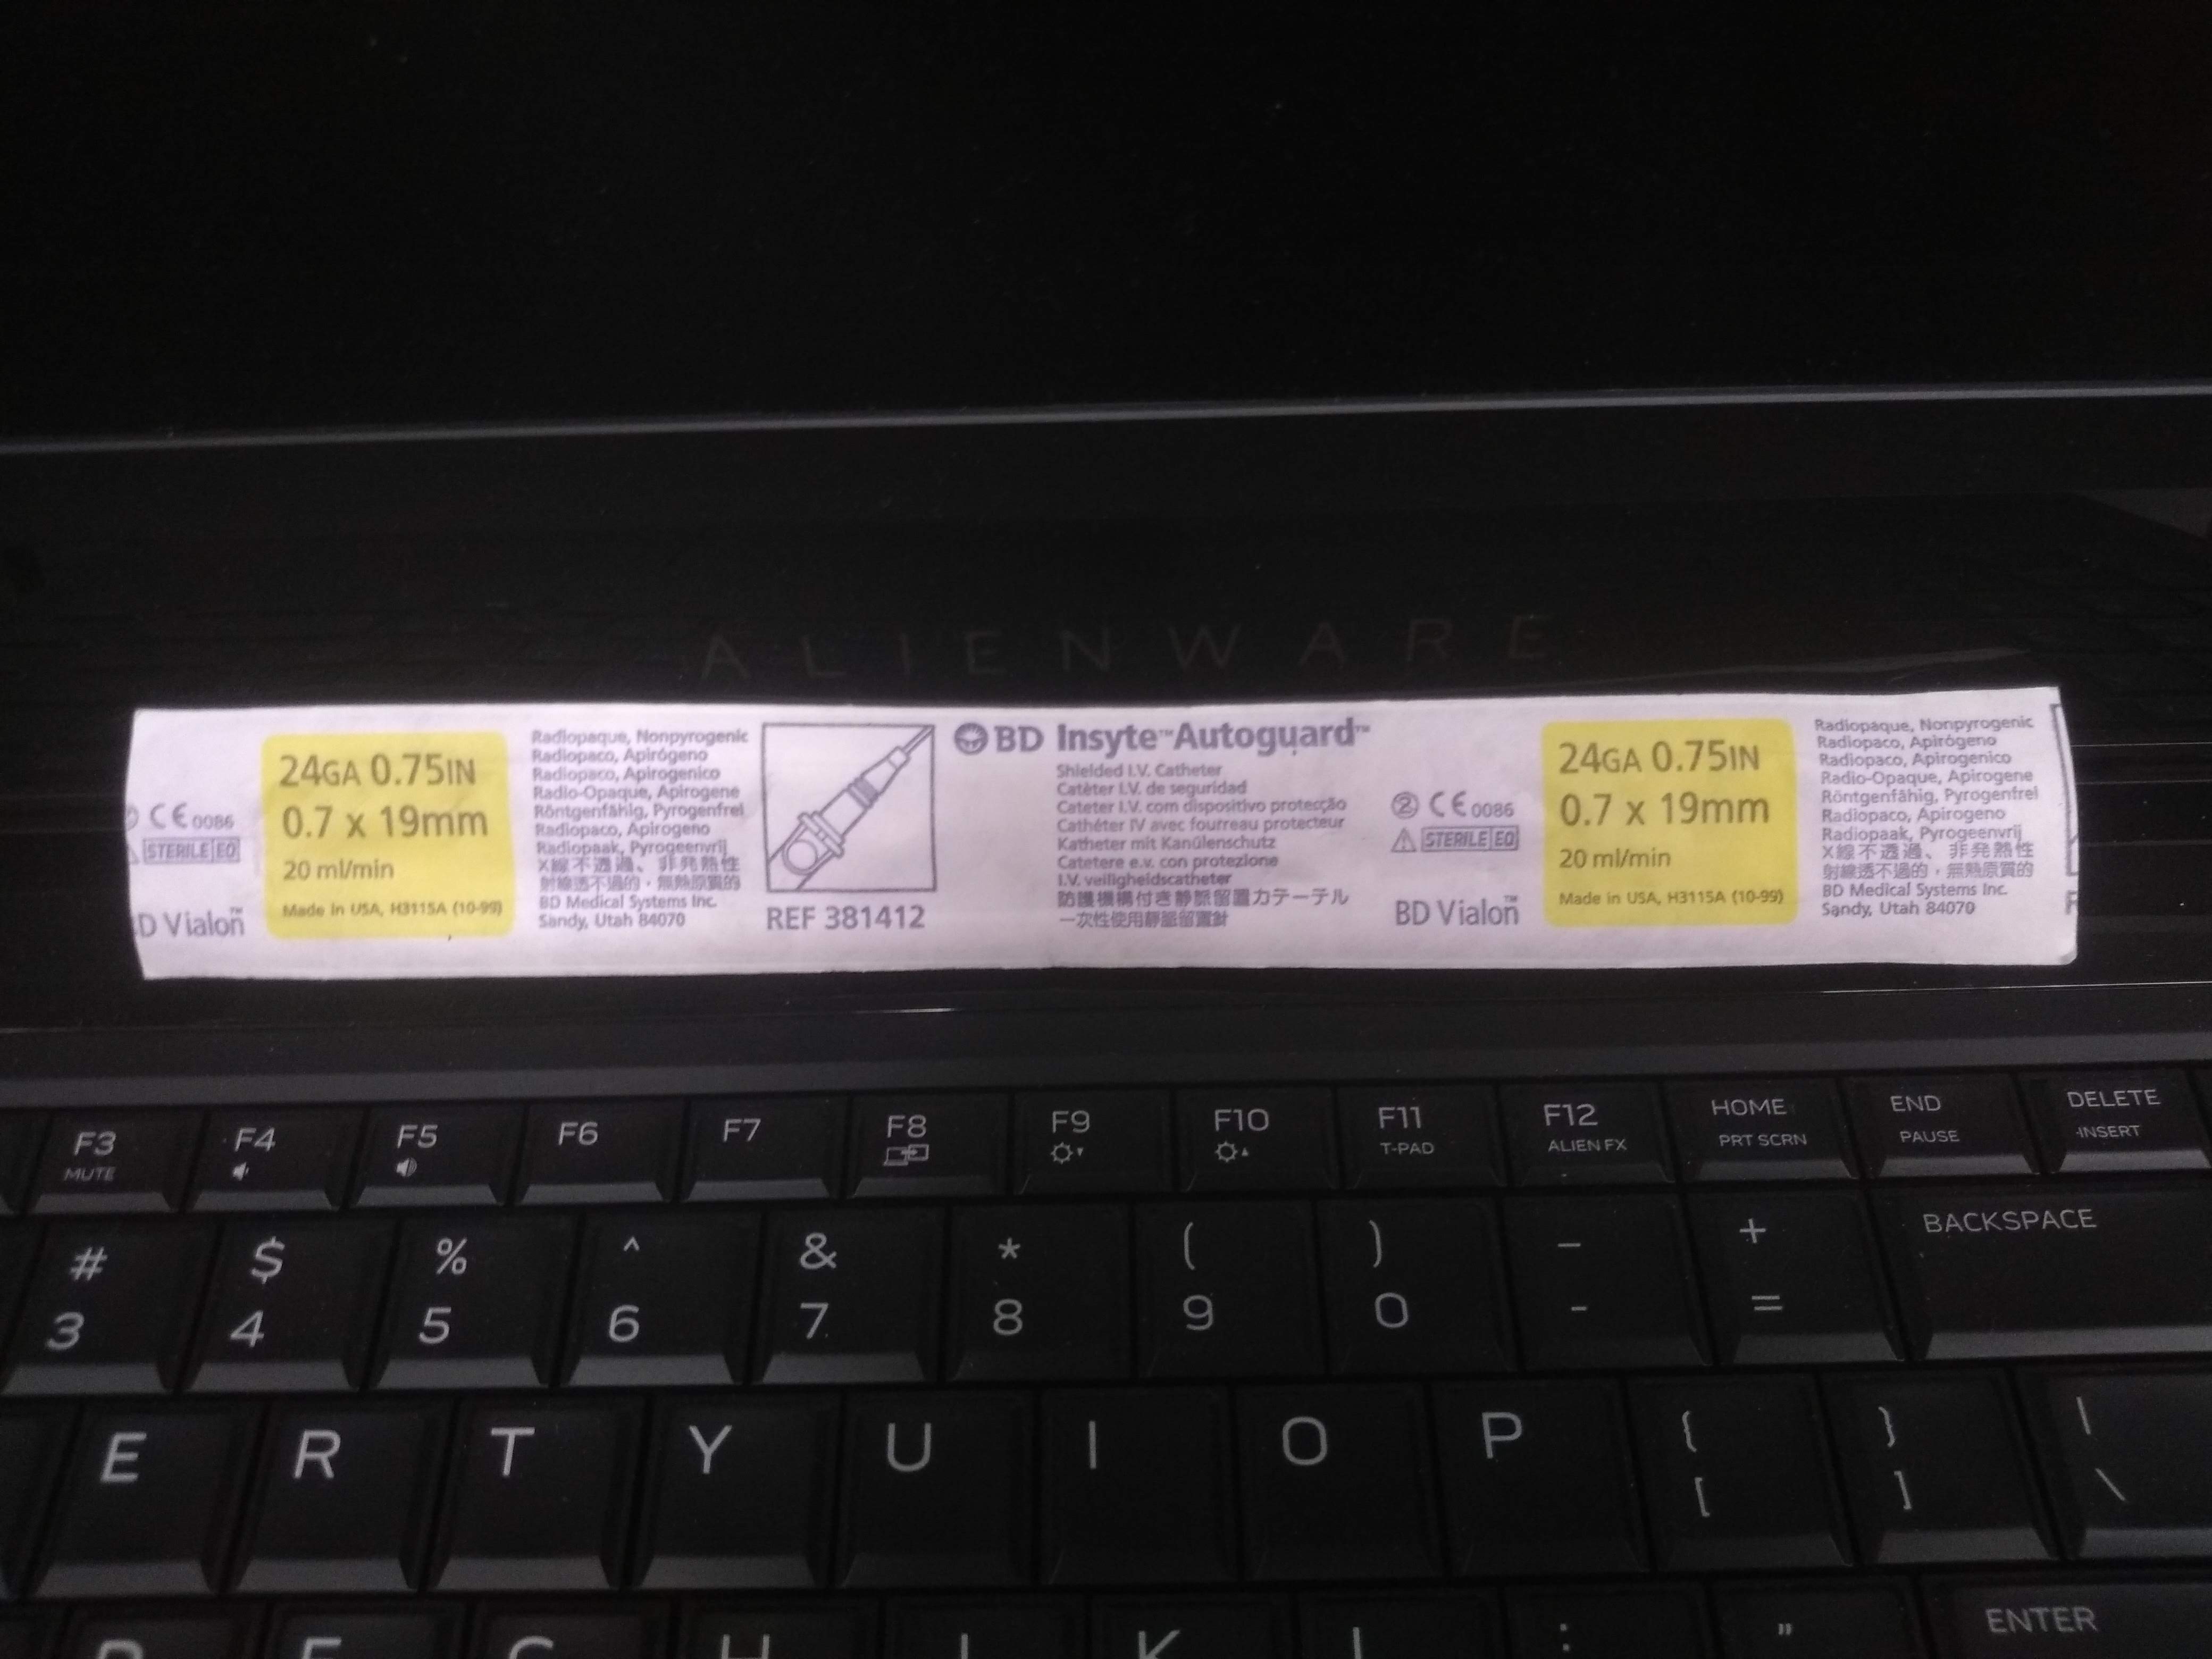 ALIENWARE
CE 0086
STERILE EO
BD Vialon™
24GA 0.75IN
0.7 x 19mm
20 ml/min
Made in USA, H3115A (10-99)
Radiopaque, Nonpyrogenic
Radiopaco, Apirógeno
Radiopaco, Apirogenico
Radio-Opaque, Apirogene
Röntgenfähig, Pyrogenfrei
Radiopaco, Apirogeno
Radiopaak, Pyrogeenvrij
X線不透過、非発熱性
射線透不過的，無熱原質的
BD Medical Systems Inc.
Sandy, Utah 84070
REF 381412
BD Insyte™ Autoguard™
Shielded I.V. Catheter
Catéter I.V. de seguridad
Cateter I.V. com dispositivo protecção
Cathéter IV avec fourreau protecteur
Katheter mit Kanülenschutz
Catetere e.v. con protezione
I.V. veiligheidscatheter
防護機構付き静脈留置カテーテル
一次性使用靜脈留置針
2 CE 0086
STERILE EO
BD Vialon™
24GA 0.75IN
0.7 x 19mm
20 ml/min
Made in USA, H3115A (10-99)
Radiopaque, Nonpyrogenic
Radiopaco, Apirógeno
Radiopaco, Apirogenico
Radio-Opaque, Apirogene
Röntgenfähig, Pyrogenfrei
Radiopaco, Apirogeno
Radiopaak, Pyrogeenvrij
X線不透過、非発熱性
射線透不過的，無熱原質的
BD Medical Systems Inc.
Sandy, Utah 84070
F3 F4 F5 F6 F7 F8 F9 F10 F11 F12 HOME END DELETE
MUTE T-PAD ALIEN FX PRT SCRN PAUSE INSERT
# $ % ^ & * ( ) _ + BACKSPACE
3 4 5 6 7 8 9 0 - =
E R T Y U I O P { } |
[ ] \
K : " ENTER